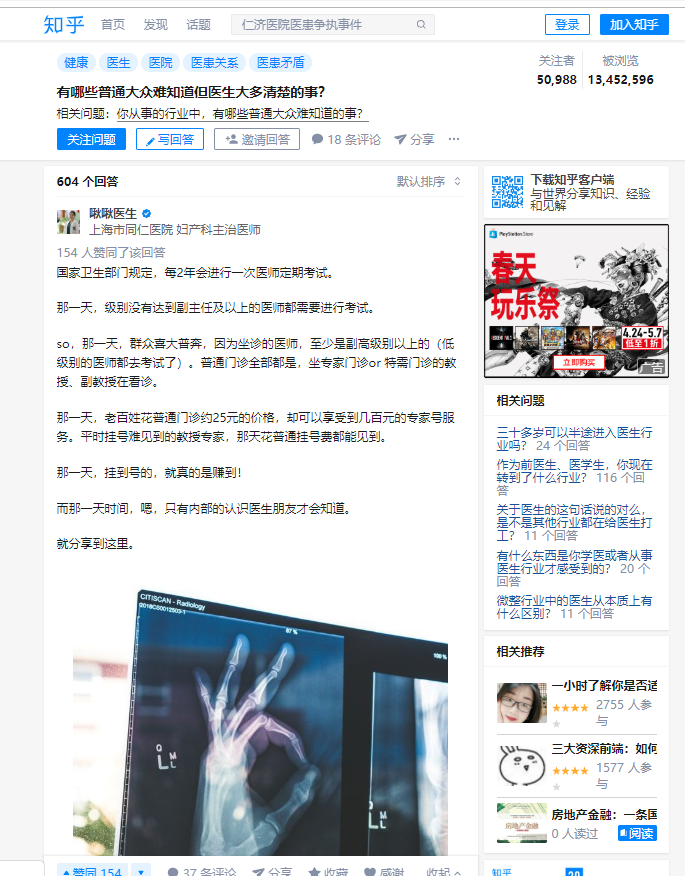 知乎 首页 发现 话题 仁济医院医患争执事件 登录 加入知乎
健康 医生 医院 医患关系 医患矛盾
有哪些普通大众难知道但医生大多清楚的事?
相关问题：你从事的行业中，有哪些普通大众难知道的事?
关注问题 写回答 邀请回答 18 条评论 分享 ···
关注者 被浏览
50,988 13,452,596
604 个回答 默认排序
啾啾医生
上海市同仁医院 妇产科主治医师
154 人赞同了该回答
国家卫生部门规定，每2年会进行一次医师定期考试。
那一天，级别没有达到副主任及以上的医师都需要进行考试。
so，那一天，群众喜大普奔，因为坐诊的医师，至少是副高级别以上的（低
级别的医师都去考试了）。普通门诊全部都是，坐专家门诊or 特需门诊的教
授、副教授在看诊。
那一天，老百姓花普通门诊约25元的价格，却可以享受到几百元的专家号服
务。平时挂号难见到的教授专家，那天花普通挂号费都能见到。
那一天，挂到号的，就真的是赚到！
而那一天时间，嗯，只有内部的认识医生朋友才会知道。
就分享到这里。
CITISCAN - Radiology
2018CS0012503-1
87 %
100 %
O M
L L
O M
L L
赞同 154 37 条评论 分享 收藏 感谢 收起
下载知乎客户端
与世界分享知识、经验
和见解
PlayStation Store
春天
玩乐祭
4.24-5.7
低至1折
立即购买
广告
相关问题
三十多岁可以半途进入医生行
业吗？ 24 个回答
作为前医生、医学生，你现在
转到了什么行业？ 116 个回
答
关于医生的这句话说的对么，
是不是其他行业都在给医生打
工？ 11 个回答
有什么东西是你学医或者从事
医生行业才感受到的？ 20 个
回答
微整行业中的医生从本质上有
什么区别？ 11 个回答
相关推荐
一小时了解你是否适
2755 人参
与
三大资深前端：如何
1577 人参
与
房地产金融：一条国
0 人读过 阅读
房地产金融
知乎